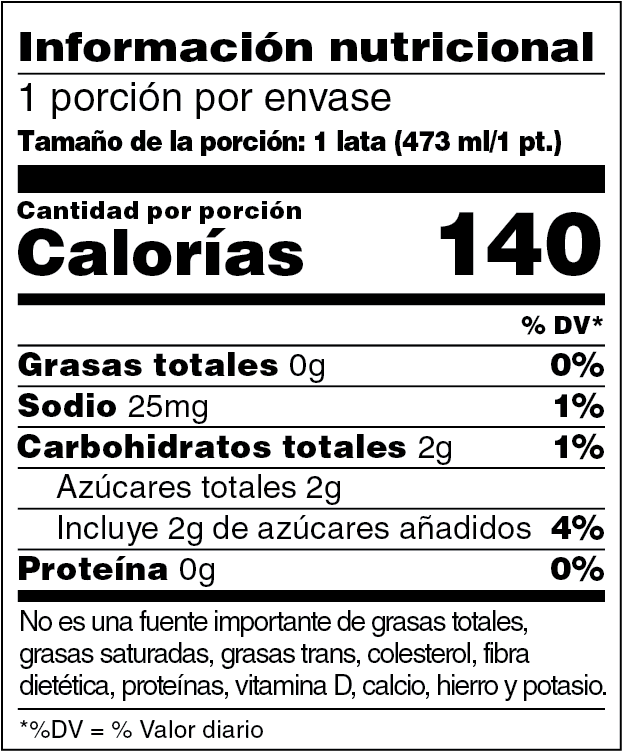 Información nutricional
1 porción por envase
Tamaño de la porción: 1 lata (473 ml/1 pt.)
Cantidad por porción
Calorías 140
% DV*
Grasas totales 0g 0%
Sodio 25mg 1%
Carbohidratos totales 2g 1%
Azúcares totales 2g
Incluye 2g de azúcares añadidos 4%
Proteína 0g 0%
No es una fuente importante de grasas totales,
grasas saturadas, grasas trans, colesterol, fibra
dietética, proteínas, vitamina D, calcio, hierro y potasio.
*%DV = % Valor diario